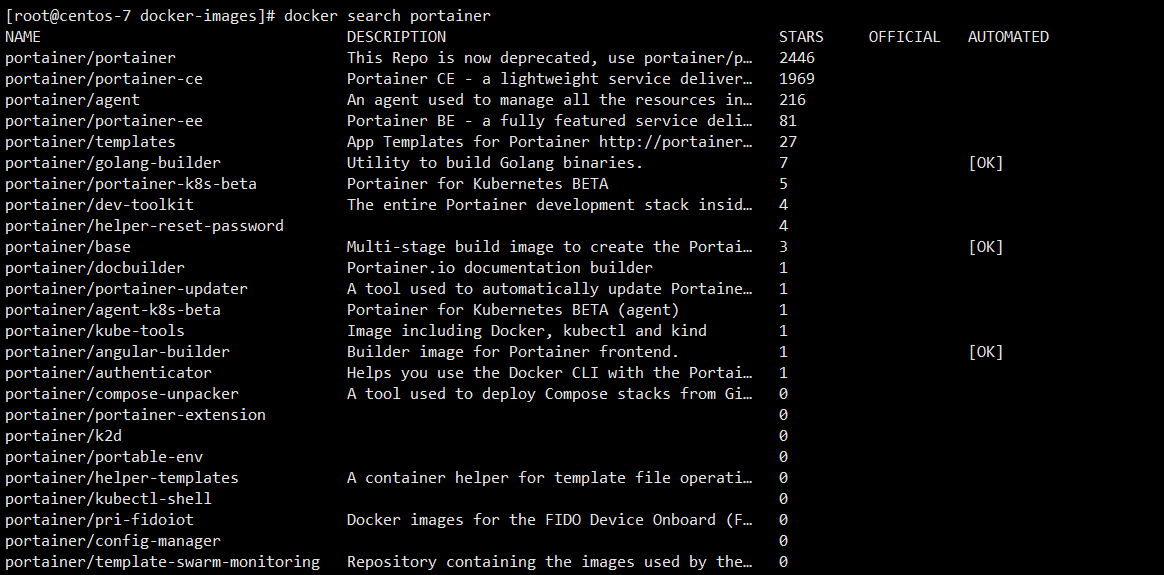 [root@centos-7 docker-images]# docker search portainer
NAME DESCRIPTION STARS OFFICIAL AUTOMATED
portainer/portainer This Repo is now deprecated, use portainer/p… 2446
portainer/portainer-ce Portainer CE - a lightweight service deliver… 1969
portainer/agent An agent used to manage all the resources in… 216
portainer/portainer-ee Portainer BE - a fully featured service deli… 81
portainer/templates App Templates for Portainer http://portainer… 27
portainer/golang-builder Utility to build Golang binaries. 7 [OK]
portainer/portainer-k8s-beta Portainer for Kubernetes BETA 5
portainer/dev-toolkit The entire Portainer development stack insid… 4
portainer/helper-reset-password 4
portainer/base Multi-stage build image to create the Portai… 3 [OK]
portainer/docbuilder Portainer.io documentation builder 1
portainer/portainer-updater A tool used to automatically update Portaine… 1
portainer/agent-k8s-beta Portainer for Kubernetes BETA (agent) 1
portainer/kube-tools Image including Docker, kubectl and kind 1
portainer/angular-builder Builder image for Portainer frontend. 1 [OK]
portainer/authenticator Helps you use the Docker CLI with the Portai… 1
portainer/compose-unpacker A tool used to deploy Compose stacks from Gi… 0
portainer/portainer-extension 0
portainer/k2d 0
portainer/portable-env 0
portainer/helper-templates A container helper for template file operati… 0
portainer/kubectl-shell 0
portainer/pri-fidoiot Docker images for the FIDO Device Onboard (F… 0
portainer/config-manager 0
portainer/template-swarm-monitoring Repository containing the images used by the… 0